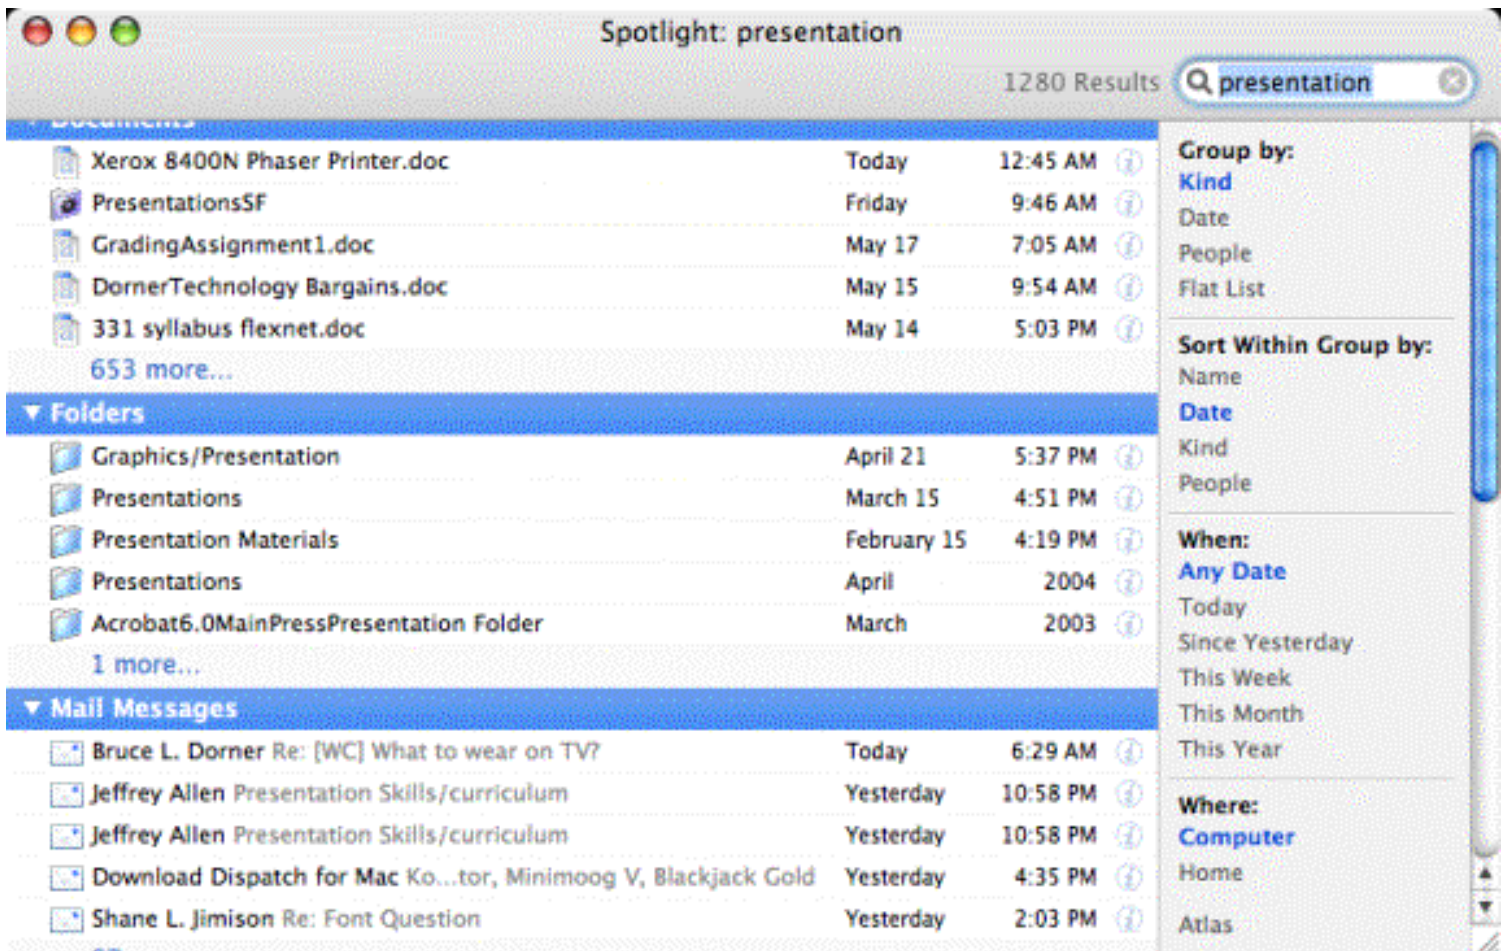 Spotlight: presentation
1280 Results presentation
Documents
Xerox 8400N Phaser Printer.doc Today 12:45 AM
PresentationsSF Friday 9:46 AM
GradingAssignment1.doc May 17 7:05 AM
DornerTechnology Bargains.doc May 15 9:54 AM
331 syllabus flexnet.doc May 14 5:03 PM
653 more...
Folders
Graphics/Presentation April 21 5:37 PM
Presentations March 15 4:51 PM
Presentation Materials February 15 4:19 PM
Presentations April 2004
Acrobat6.0MainPressPresentation Folder March 2003
1 more...
Mail Messages
Bruce L. Dorner Re: [WC] What to wear on TV? Today 6:29 AM
Jeffrey Allen Presentation Skills/curriculum Yesterday 10:58 PM
Jeffrey Allen Presentation Skills/curriculum Yesterday 10:58 PM
Download Dispatch for Mac Ko...tor, Minimoog V, Blackjack Gold Yesterday 4:35 PM
Shane L. Jimison Re: Font Question Yesterday 2:03 PM
Group by:
Kind
Date
People
Flat List
Sort Within Group by:
Name
Date
Kind
People
When:
Any Date
Today
Since Yesterday
This Week
This Month
This Year
Where:
Computer
Home
Atlas